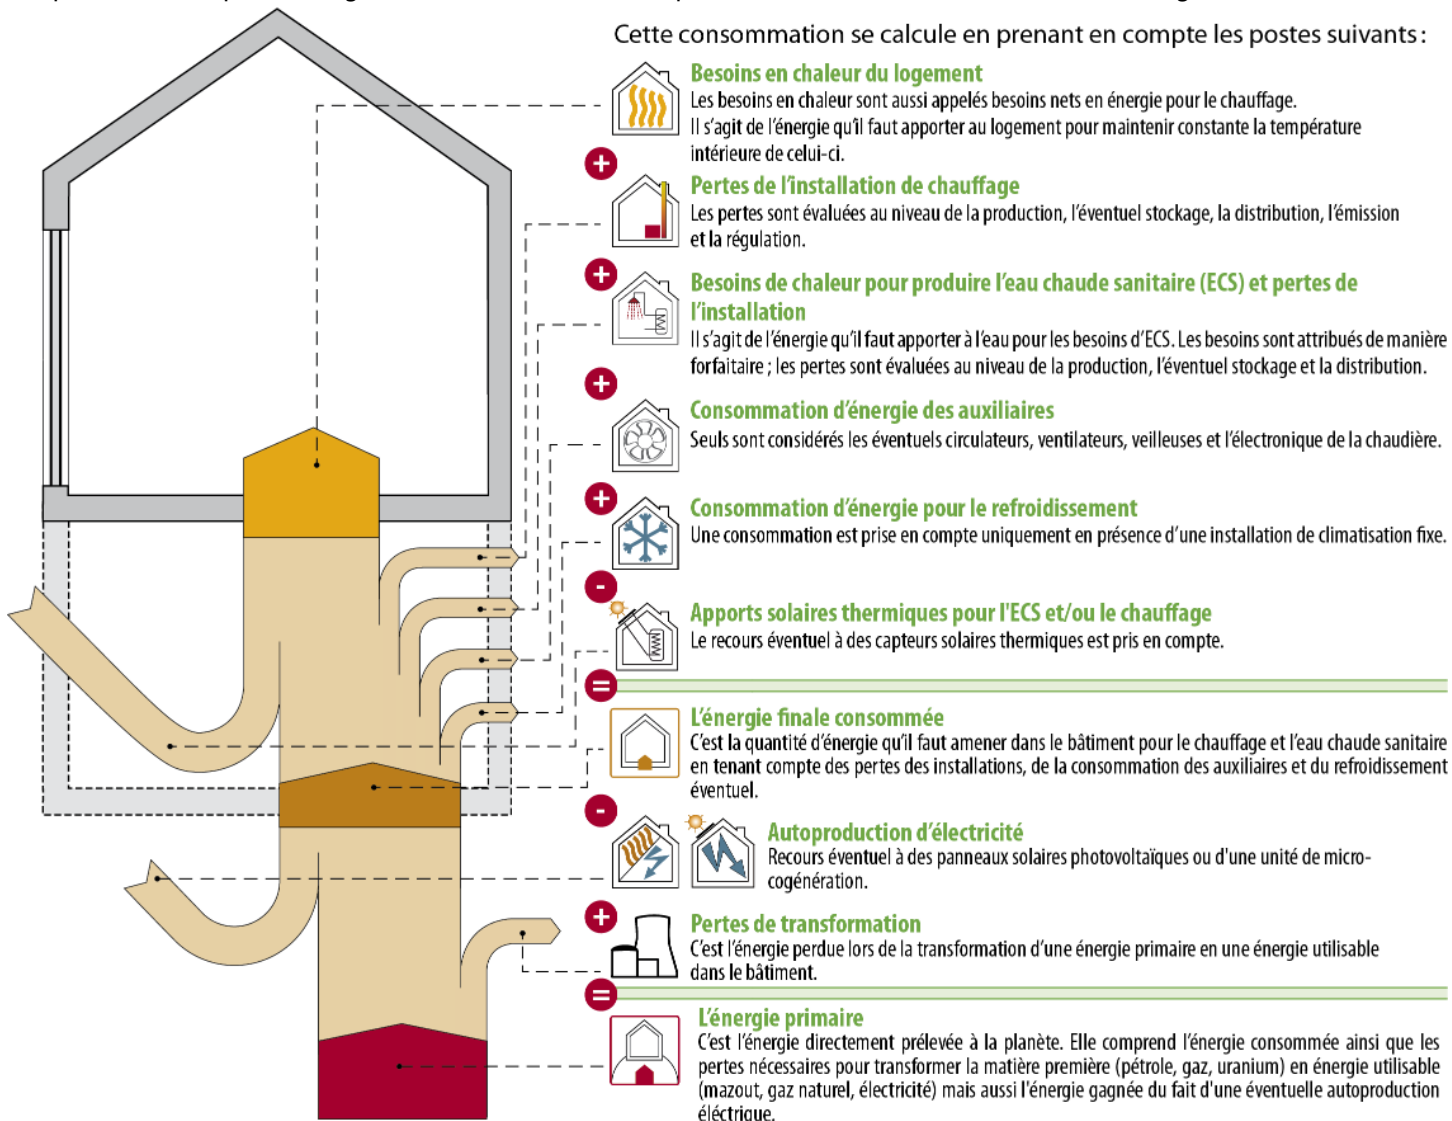 Cette consommation se calcule en prenant en compte les postes suivants :
Besoins en chaleur du logement
Les besoins en chaleur sont aussi appelés besoins nets en énergie pour le chauffage.
Il s'agit de l'énergie qu'il faut apporter au logement pour maintenir constante la température
intérieure de celui-ci.
+
Pertes de l'installation de chauffage
Les pertes sont évaluées au niveau de la production, l'éventuel stockage, la distribution, l'émission
et la régulation.
+
Besoins de chaleur pour produire l'eau chaude sanitaire (ECS) et pertes de
l'installation
Il s'agit de l'énergie qu'il faut apporter à l'eau pour les besoins d'ECS. Les besoins sont attribués de manière
forfaitaire ; les pertes sont évaluées au niveau de la production, l'éventuel stockage et la distribution.
+
Consommation d'énergie des auxiliaires
Seuls sont considérés les éventuels circulateurs, ventilateurs, veilleuses et l'électronique de la chaudière.
+
Consommation d'énergie pour le refroidissement
Une consommation est prise en compte uniquement en présence d'une installation de climatisation fixe.
-
Apports solaires thermiques pour l'ECS et/ou le chauffage
Le recours éventuel à des capteurs solaires thermiques est pris en compte.
=
L'énergie finale consommée
C'est la quantité d'énergie qu'il faut amener dans le bâtiment pour le chauffage et l'eau chaude sanitaire
en tenant compte des pertes des installations, de la consommation des auxiliaires et du refroidissement
éventuel.
-
Autoproduction d'électricité
Recours éventuel à des panneaux solaires photovoltaïques ou d'une unité de micro-
cogénération.
+
Pertes de transformation
C'est l'énergie perdue lors de la transformation d'une énergie primaire en une énergie utilisable
dans le bâtiment.
=
L'énergie primaire
C'est l'énergie directement prélevée à la planète. Elle comprend l'énergie consommée ainsi que les
pertes nécessaires pour transformer la matière première (pétrole, gaz, uranium) en énergie utilisable
(mazout, gaz naturel, électricité) mais aussi l'énergie gagnée du fait d'une éventuelle autoproduction
éléctrique.